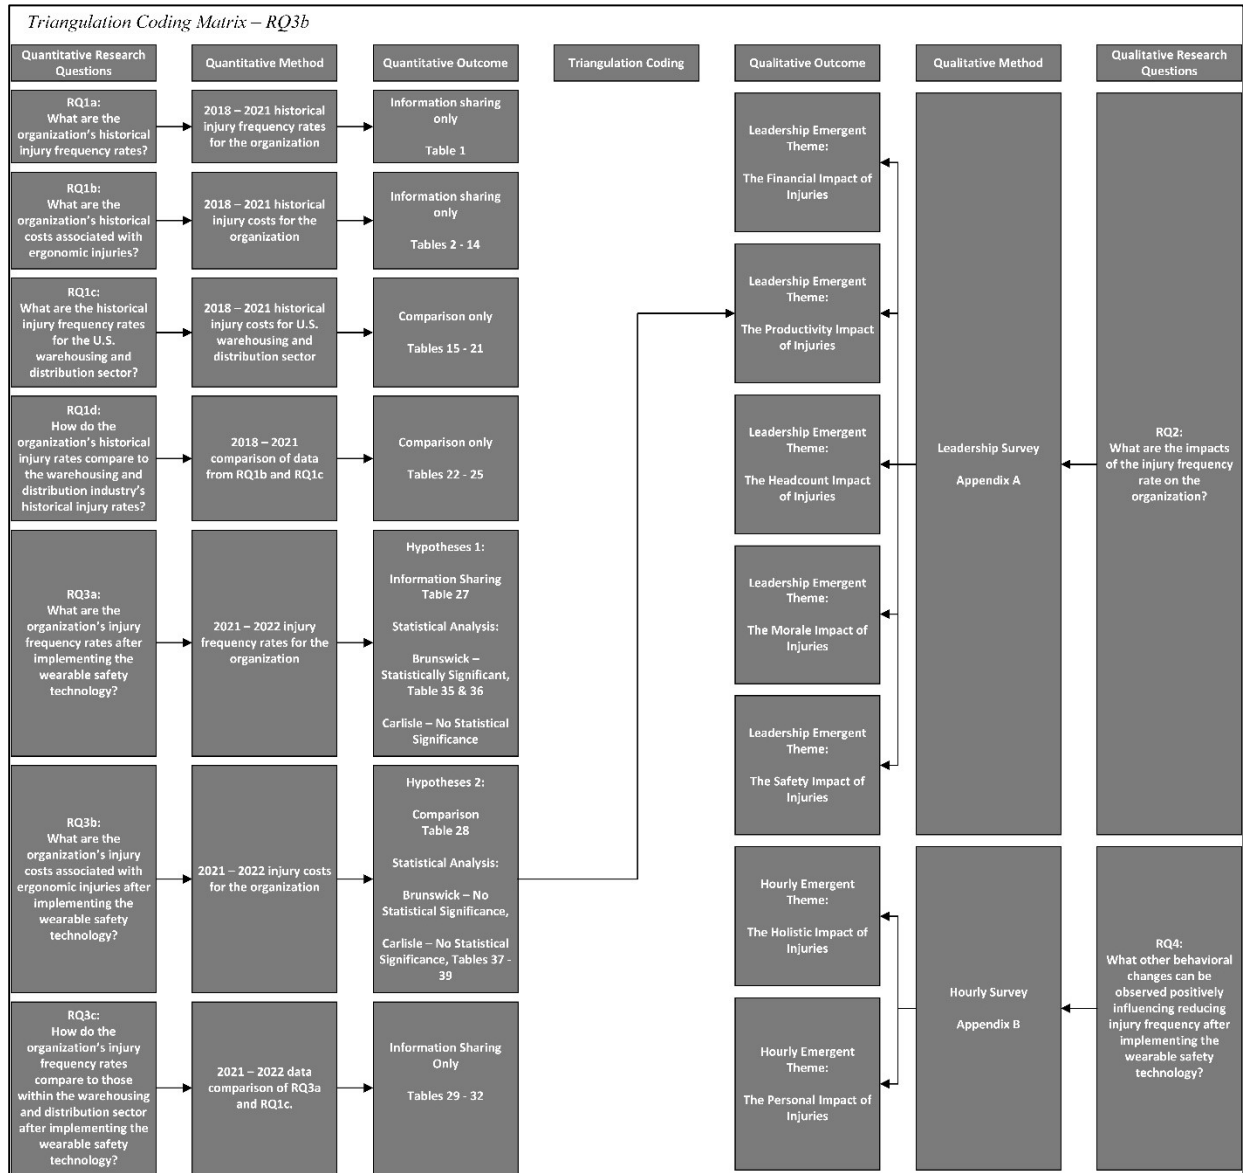 Triangulation Coding Matrix – RQ3b
Quantitative Research
Questions
Quantitative Method
Quantitative Outcome
Triangulation Coding
Qualitative Outcome
Qualitative Method
Qualitative Research
Questions
RQ1a:
What are the
organization's historical
injury frequency rates?
2018 – 2021 historical
injury frequency rates
for the organization
Information sharing
only
Table 1
RQ1b:
What are the
organization's historical
costs associated with
ergonomic injuries?
2018 – 2021 historical
injury costs for the
organization
Information sharing
only
Tables 2 - 14
RQ1c:
What are the historical
injury frequency rates
for the U.S.
warehousing and
distribution sector?
2018 – 2021 historical
injury costs for U.S.
warehousing and
distribution sector
Comparison only
Tables 15 - 21
RQ1d:
How do the
organization's historical
injury rates compare to
the warehousing and
distribution industry's
historical injury rates?
2018 – 2021
comparison of data
from RQ1b and RQ1c
Comparison only
Tables 22 - 25
RQ3a:
What are the
organization's injury
frequency rates after
implementing the
wearable safety
technology?
2021 – 2022 injury
frequency rates for the
organization
Hypotheses 1:
Information Sharing
Table 27
Statistical Analysis:
Brunswick –
Statistically Significant,
Table 35 & 36
Carlisle – No Statistical
Significance
RQ3b:
What are the
organization's injury
costs associated with
ergonomic injuries after
implementing the
wearable safety
technology?
2021 – 2022 injury costs
for the organization
Hypotheses 2:
Comparison
Table 28
Statistical Analysis:
Brunswick – No
Statistical Significance,
Carlisle – No Statistical
Significance, Tables 37 -
39
RQ3c:
How do the
organization's injury
frequency rates
compare to those
within the warehousing
and distribution sector
after implementing the
wearable safety
technology?
2021 – 2022 data
comparison of RQ3a
and RQ1c.
Information Sharing
Only
Tables 29 - 32
Leadership Emergent
Theme:
The Financial Impact of
Injuries
Leadership Emergent
Theme:
The Productivity Impact
of Injuries
Leadership Emergent
Theme:
The Headcount Impact
of Injuries
Leadership Emergent
Theme:
The Morale Impact of
Injuries
Leadership Emergent
Theme:
The Safety Impact of
Injuries
Leadership Survey
Appendix A
RQ2:
What are the impacts
of the injury frequency
rate on the
organization?
Hourly Emergent
Theme:
The Holistic Impact of
Injuries
Hourly Emergent
Theme:
The Personal Impact of
Injuries
Hourly Survey
Appendix B
RQ4:
What other behavioral
changes can be
observed positively
influencing reducing
injury frequency after
implementing the
wearable safety
technology?